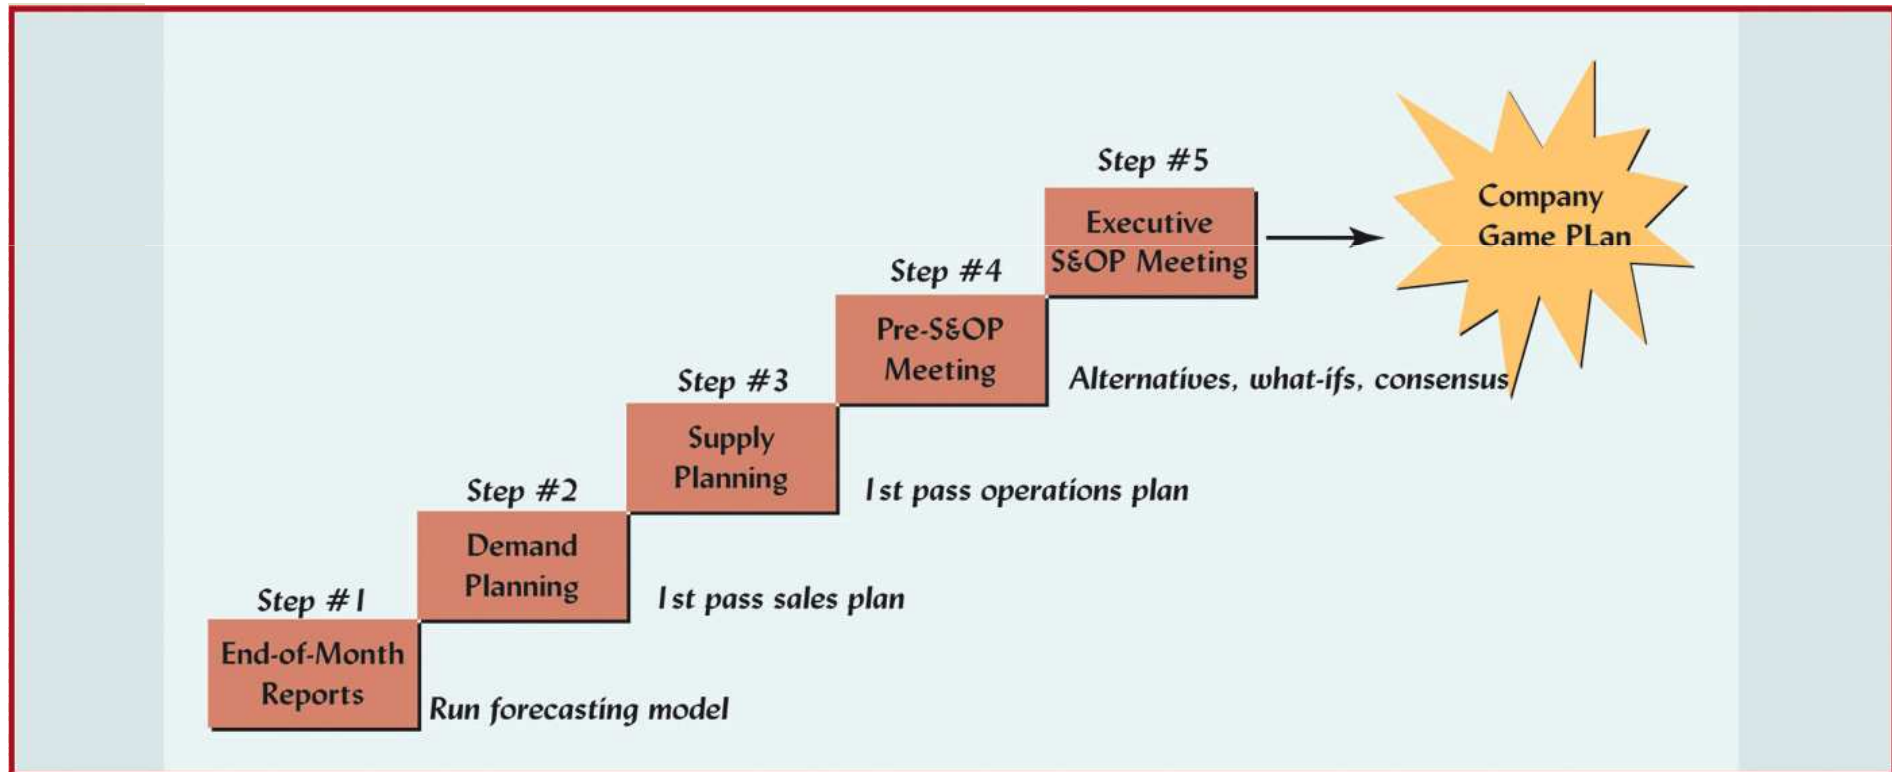 Step #5
Executive
S&OP Meeting
Company
Game PLan
Step #4
Pre-S&OP
Meeting
Alternatives, what-ifs, consensus
Step #3
Supply
Planning
1st pass operations plan
Step #2
Demand
Planning
1st pass sales plan
Step #1
End-of-Month
Reports
Run forecasting model